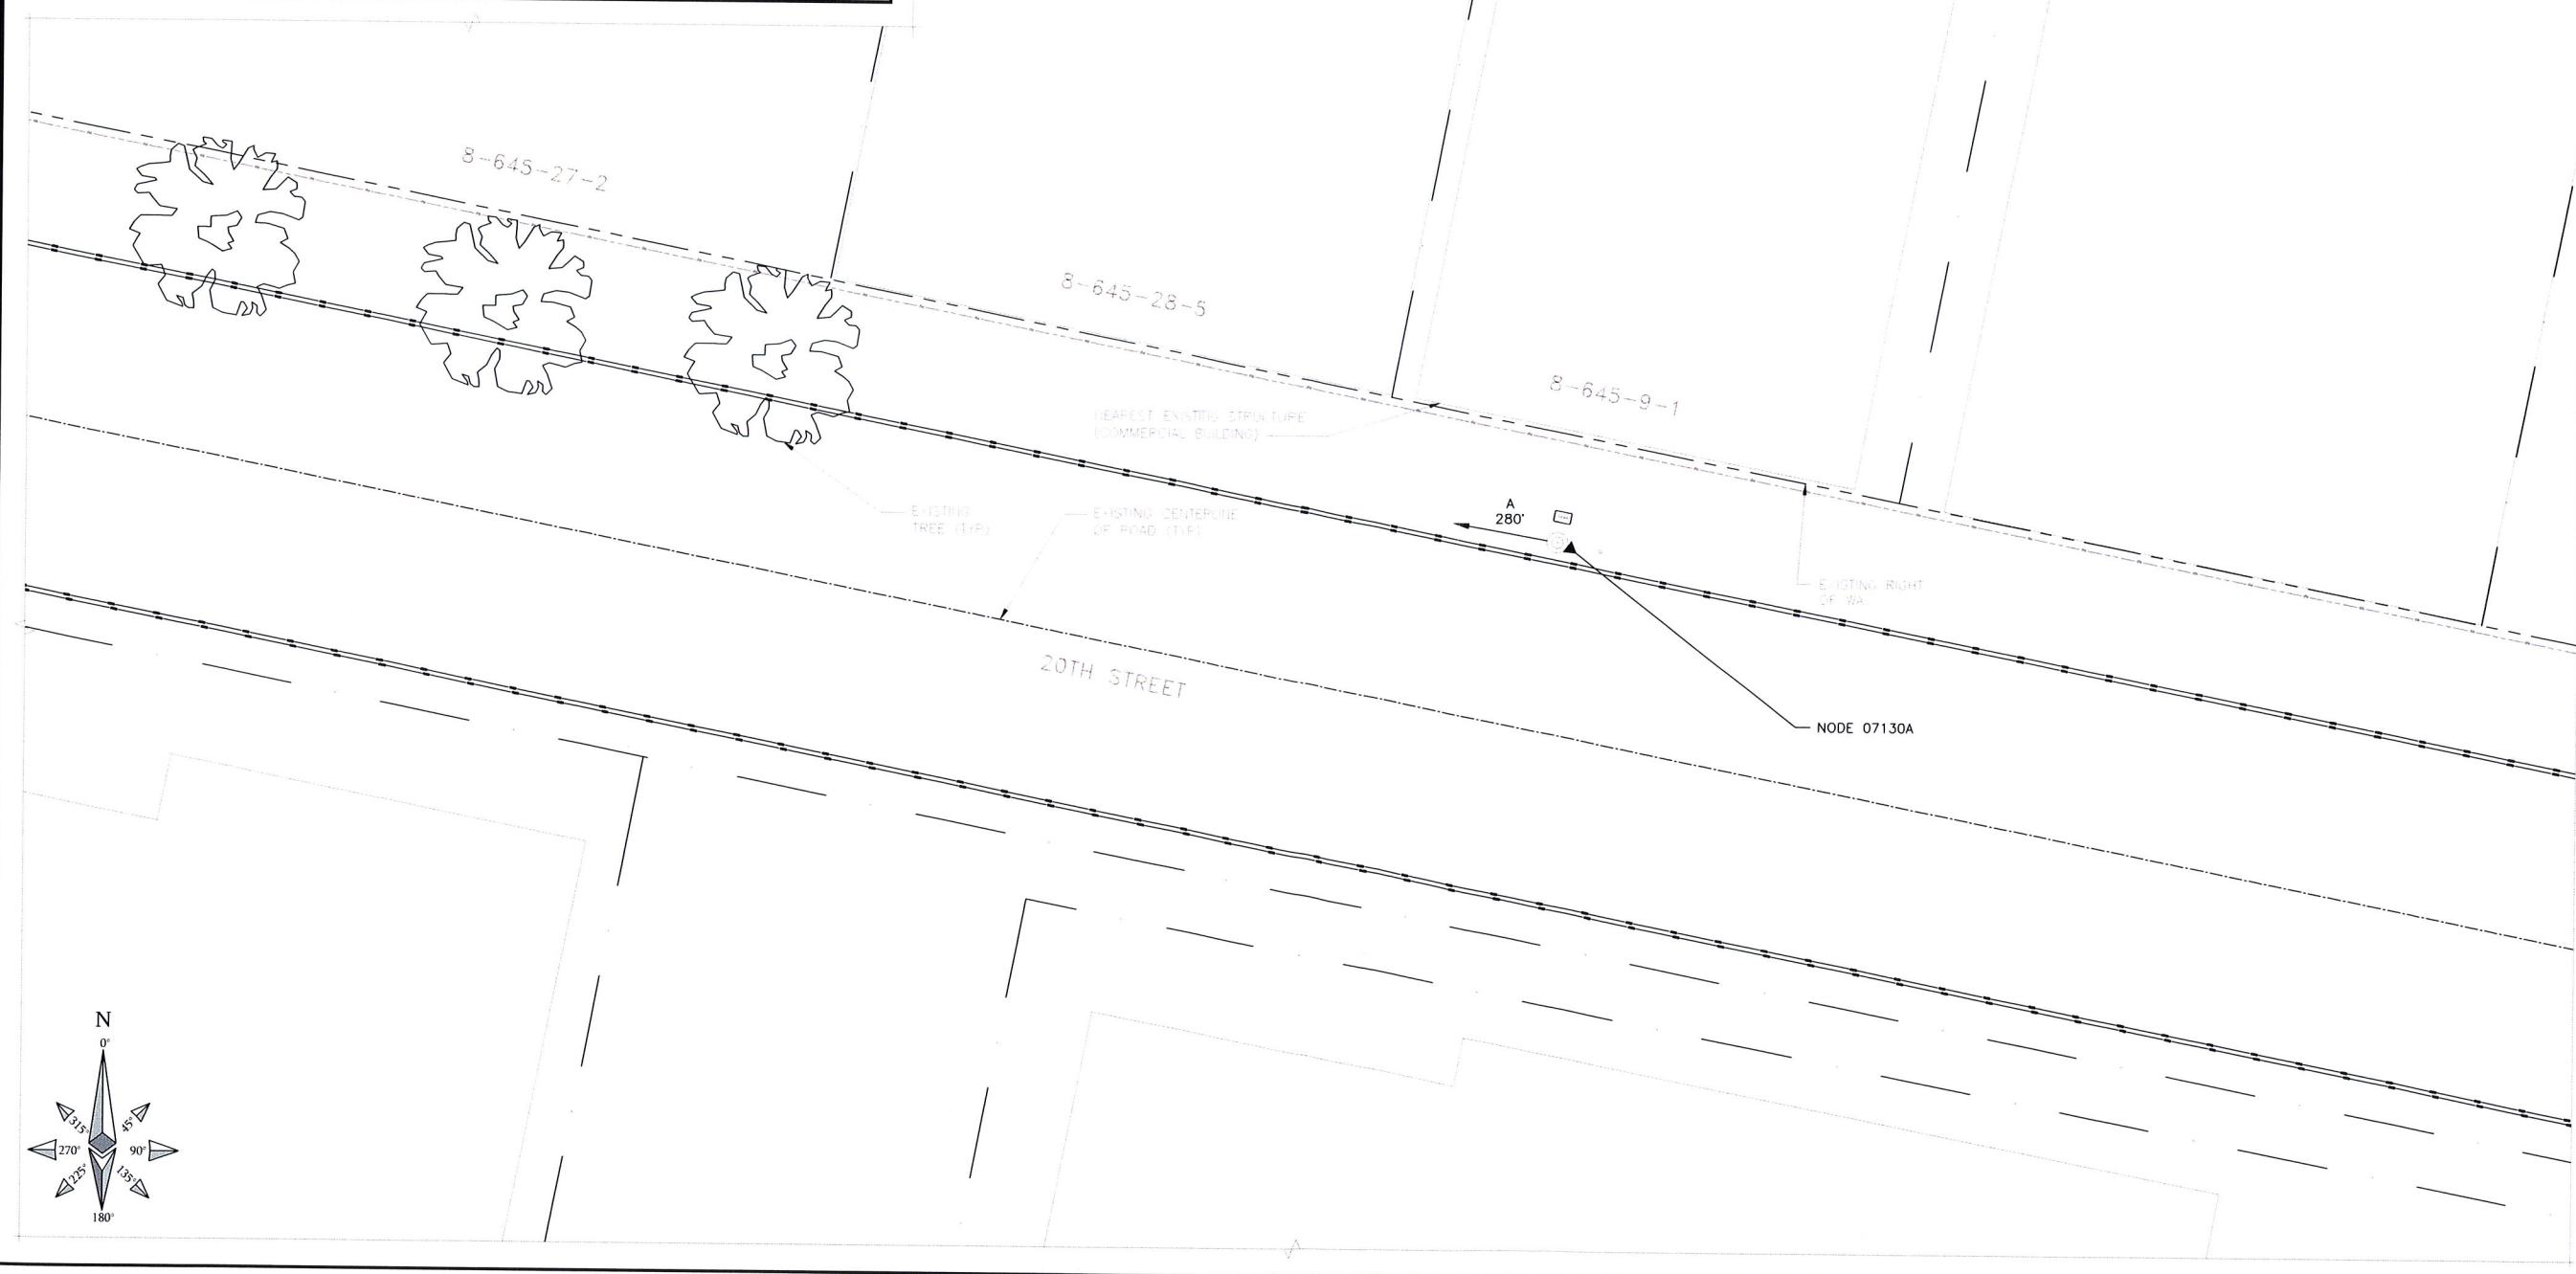 8-645-27-2
8-645-28-5
8-645-9-1
NEAREST EXISTING STRUCTURE
(COMMERCIAL BUILDING)
A
280°
EXISTING
TREE (TYP)
EXISTING CENTERLINE
OF ROAD (TYP)
EXISTING RIGHT
OF WAY
20TH STREET
NODE 07130A
N
0°
315°
45°
270°
90°
225°
135°
180°